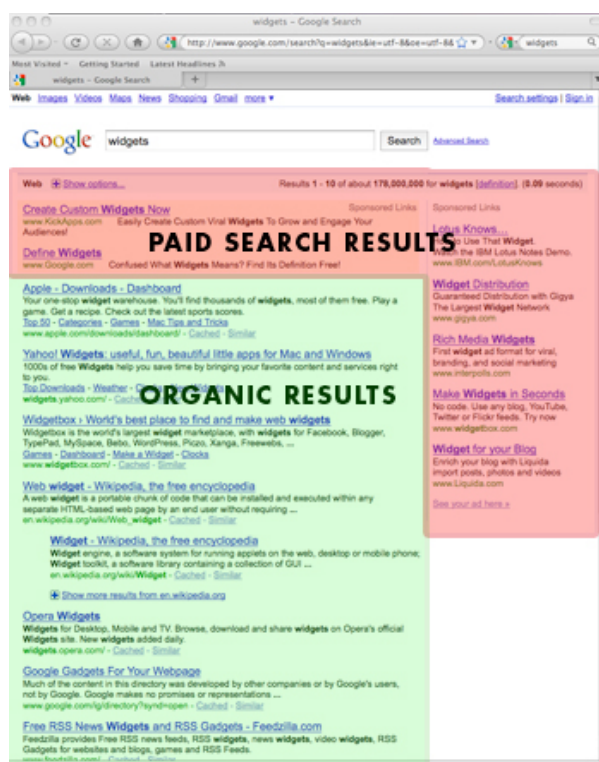 widgets – Google Search
http://www.google.com/search?q=widgets&ie=utf-8&oe=utf-8& widgets
Most Visited Getting Started Latest Headlines
widgets – Google Search +
Web Images Videos Maps News Shopping Gmail more ▼ Search settings | Sign in
Google widgets Search Advanced Search
Web Show options... Results 1 - 10 of about 178,000,000 for widgets [definition]. (0.09 seconds)
Create Custom Widgets Now Sponsored Links
www.KickApps.com Easily Create Custom Viral Widgets To Grow and Engage Your
Audiences!
PAID SEARCH RESULTS
Define Widgets
www.Google.com Confused What Widgets Means? Find Its Definition Free!
Sponsored Links
Lotus Knows...
to Use That Widget.
Watch the IBM Lotus Notes Demo.
www.IBM.com/LotusKnows
Widget Distribution
Guaranteed Distribution with Gigya
The Largest Widget Network
www.gigya.com
Rich Media Widgets
First widget ad format for viral,
branding, and social marketing
www.interpolls.com
Make Widgets in Seconds
No code. Use any blog, YouTube,
Twitter or Flickr feeds. Try now
www.widgetbox.com
Widget for your Blog
Enrich your blog with Liquida
import posts, photos and videos
www.Liquida.com
See your ad here »
Apple - Downloads - Dashboard
Your one-stop widget warehouse. You'll find thousands of widgets, most of them free. Play a
game. Get a recipe. Check out the latest sports scores.
Top 50 - Categories - Games - Mac Tips and Tricks
www.apple.com/downloads/dashboard/ - Cached - Similar
Yahoo! Widgets: useful, fun, beautiful little apps for Mac and Windows
1000s of free Widgets help you save time by bringing your favorite content and services right
to you.
Top Downloads - Weather -
widgets.yahoo.com/ -
ORGANIC RESULTS
Widgetbox › World's best place to find and make web widgets
Widgetbox is the world's largest widget marketplace, with widgets for Facebook, Blogger,
TypePad, MySpace, Bebo, WordPress, Piczo, Xanga, Freewebs, ...
Games - Dashboard - Make a Widget - Clocks
www.widgetbox.com/ - Cached - Similar
Web widget - Wikipedia, the free encyclopedia
A web widget is a portable chunk of code that can be installed and executed within any
separate HTML-based web page by an end user without requiring ...
en.wikipedia.org/wiki/Web_widget - Cached - Similar
Widget - Wikipedia, the free encyclopedia
Widget engine, a software system for running applets on the web, desktop or mobile phone;
Widget toolkit, a software library containing a collection of GUI ...
en.wikipedia.org/wiki/Widget - Cached - Similar
Show more results from en.wikipedia.org
Opera Widgets
Widgets for Desktop, Mobile and TV. Browse, download and share widgets on Opera's official
Widgets site. New widgets added daily.
widgets.opera.com/ - Cached - Similar
Google Gadgets For Your Webpage
Much of the content in this directory was developed by other companies or by Google's users,
not by Google. Google makes no promises or representations ...
www.google.com/ig/directory?synd=open - Cached - Similar
Free RSS News Widgets and RSS Gadgets - Feedzilla.com
Feedzilla provides Free RSS news feeds, RSS widgets, news widgets, video widgets, RSS
Gadgets for websites and blogs, games and RSS Feeds.